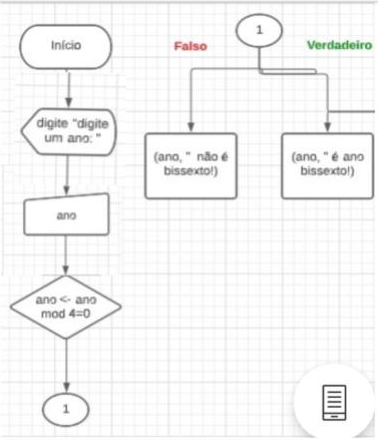 Início
digite "digite
um ano: "
ano
ano <- ano
mod 4=0
1
1
Falso
Verdadeiro
(ano, " não é
bissexto!)
(ano, " é ano
bissexto!)